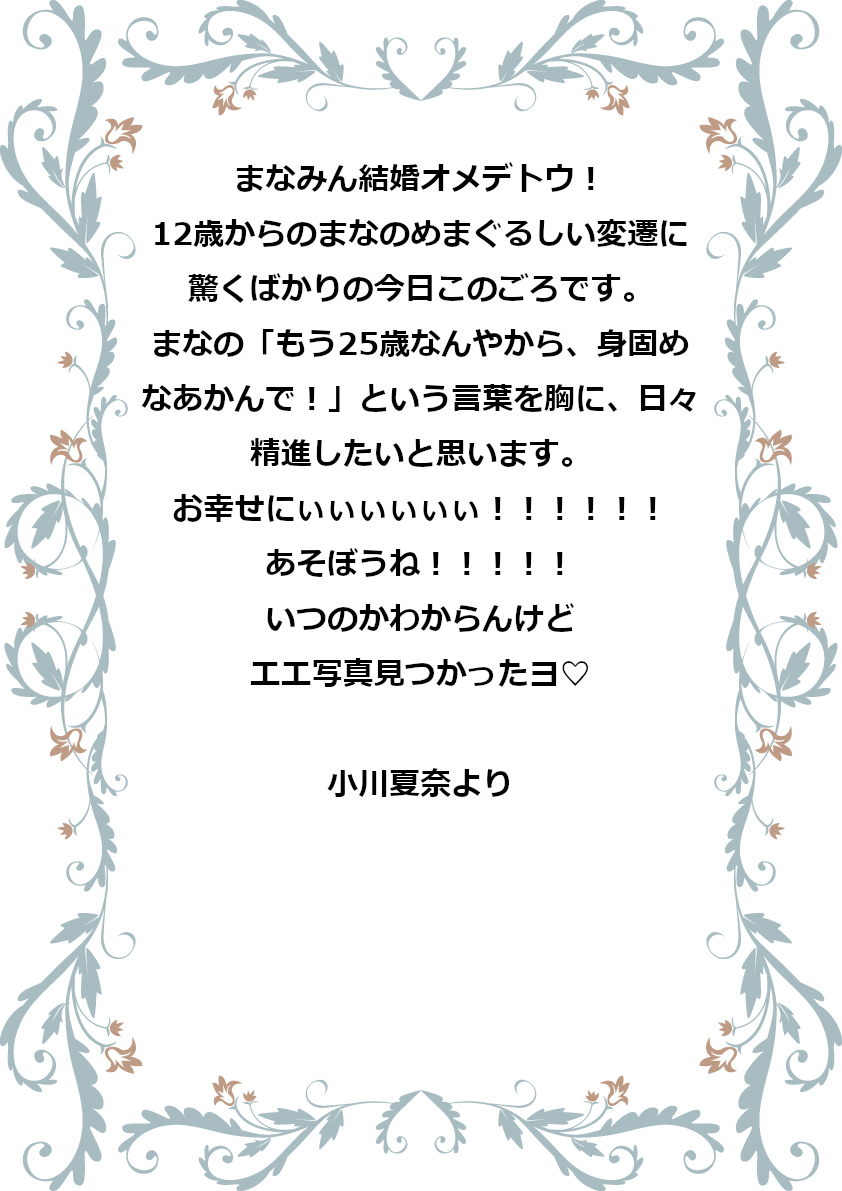 まなみん結婚オメデトウ！
12歳からのまなのめまぐるしい変遷に
驚くばかりの今日このごろです。
まなの「もう25歳なんやから、身固め
なあかんで！」という言葉を胸に、日々
精進したいと思います。
お幸せにぃぃぃぃぃぃ！！！！！！
あそぼうね！！！！！
いつのかわからんけど
エエ写真見つかったヨ♡
小川夏奈より